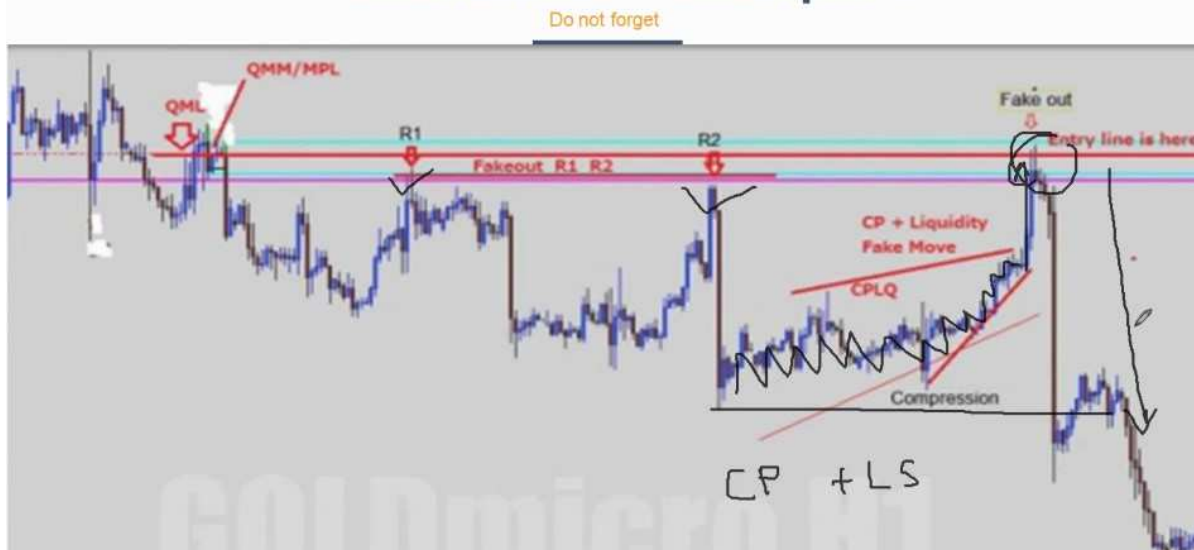 Do not forget
QMM/MPL
QML
Fake out
R1
R2
Entry line is here
Fakeout R1 R2
CP + Liquidity
Fake Move
CPLQ
Compression
CP + LS
GOLDmicro H1